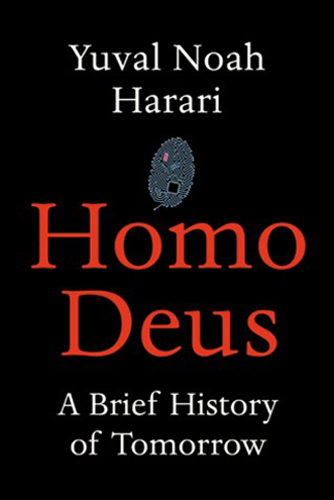 Yuval Noah
Harari
Homo
Deus
A Brief History
of Tomorrow